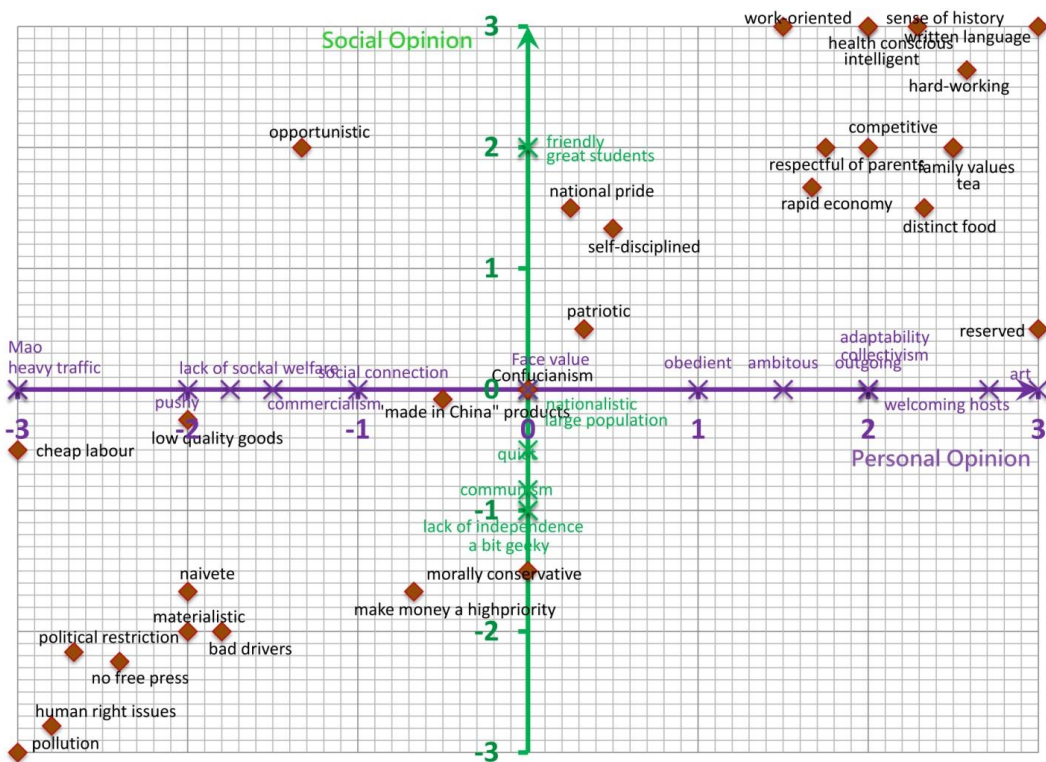 3
work-oriented
sense of history
Social Opinion
health conscious
written language
intelligent
hard-working
opportunistic
competitive
2
friendly
great students
respectful of parents
family values
tea
national pride
rapid economy
distinct food
self-disciplined
1
patriotic
reserved
adaptability
Mao
heavy traffic
lack of sockal welfare
social connection
Face value
obedient
ambitous
collectivism
outgoing
Confucianism
art
0
pushy
commercialism
"made in China" products
nationalistic
welcoming hosts
large population
-3
-2
-1
0
1
2
3
low quality goods
cheap labour
quiet
Personal Opinion
communism
-1
lack of independence
a bit geeky
naivete
morally conservative
make money a highpriority
materialistic
political restriction
-2
bad drivers
no free press
human right issues
pollution
-3